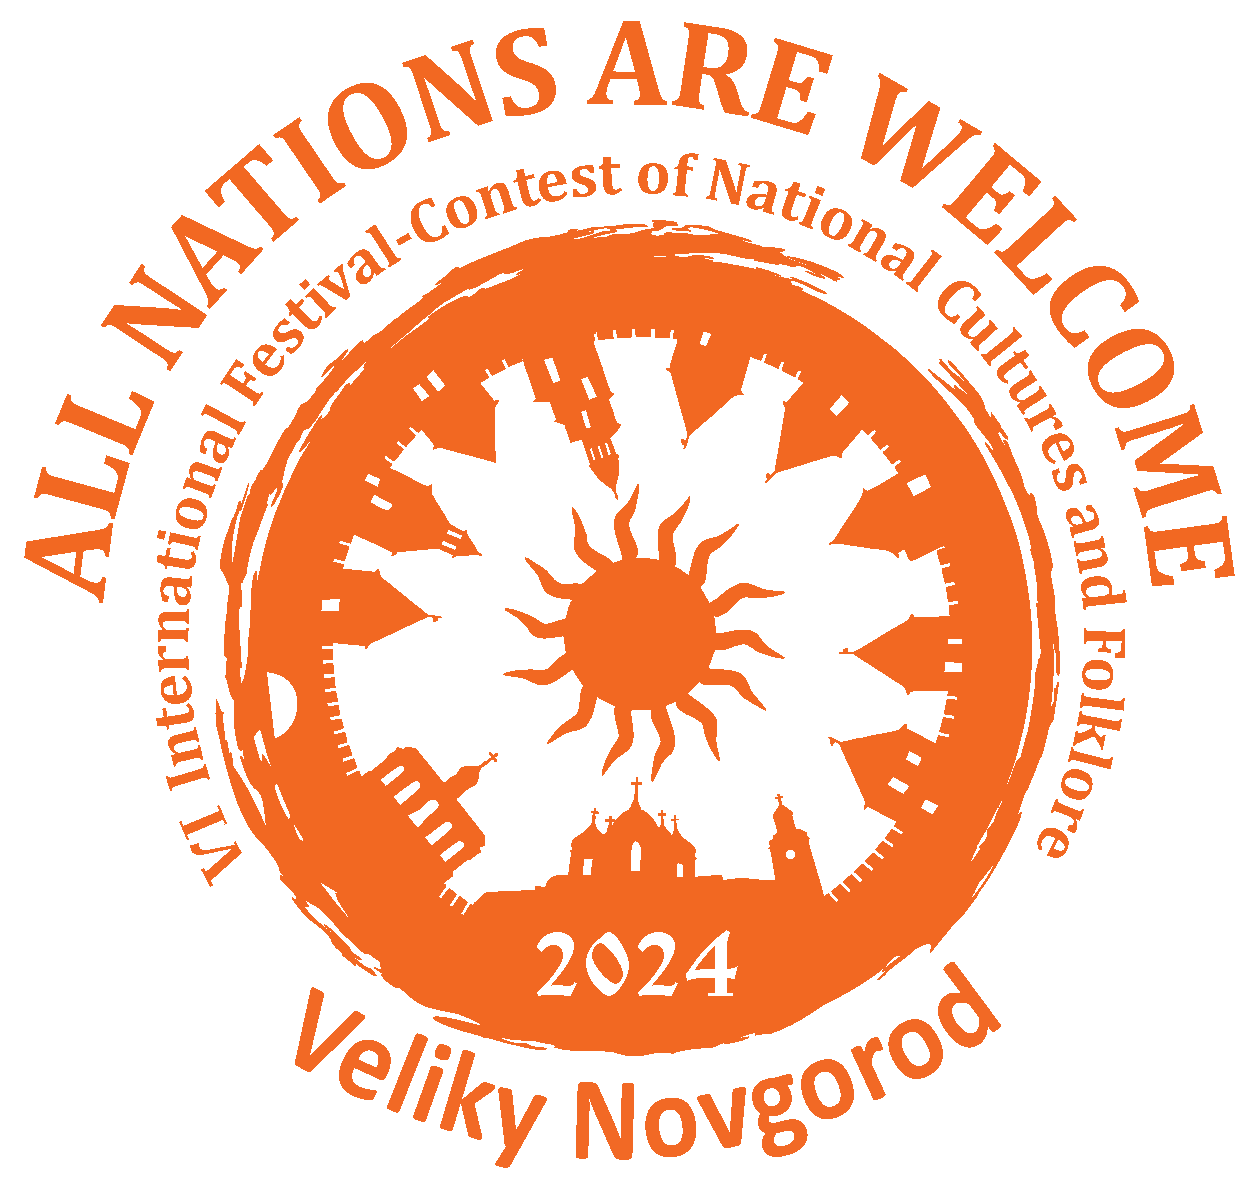 ALL NATIONS ARE WELCOME
VI International Festival-Contest of National Cultures and Folklore
2024
Veliky Novgorod